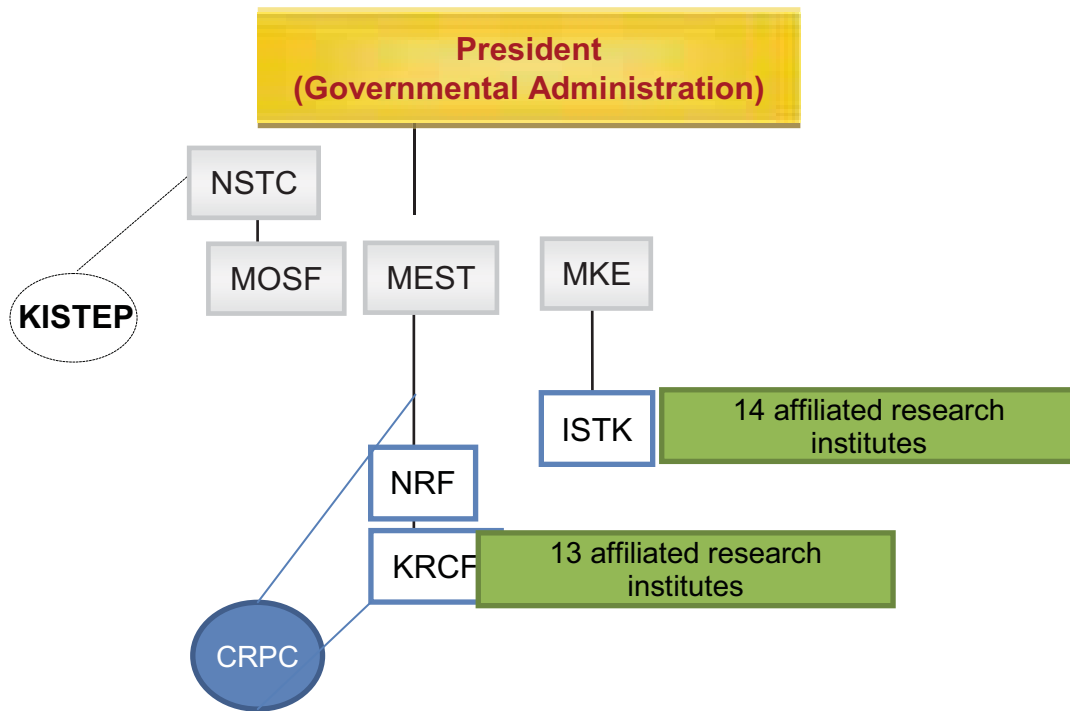 President
(Governmental Administration)
NSTC
MOSF
MEST
MKE
KISTEP
ISTK
14 affiliated research
institutes
NRF
KRCF
13 affiliated research
institutes
CRPC